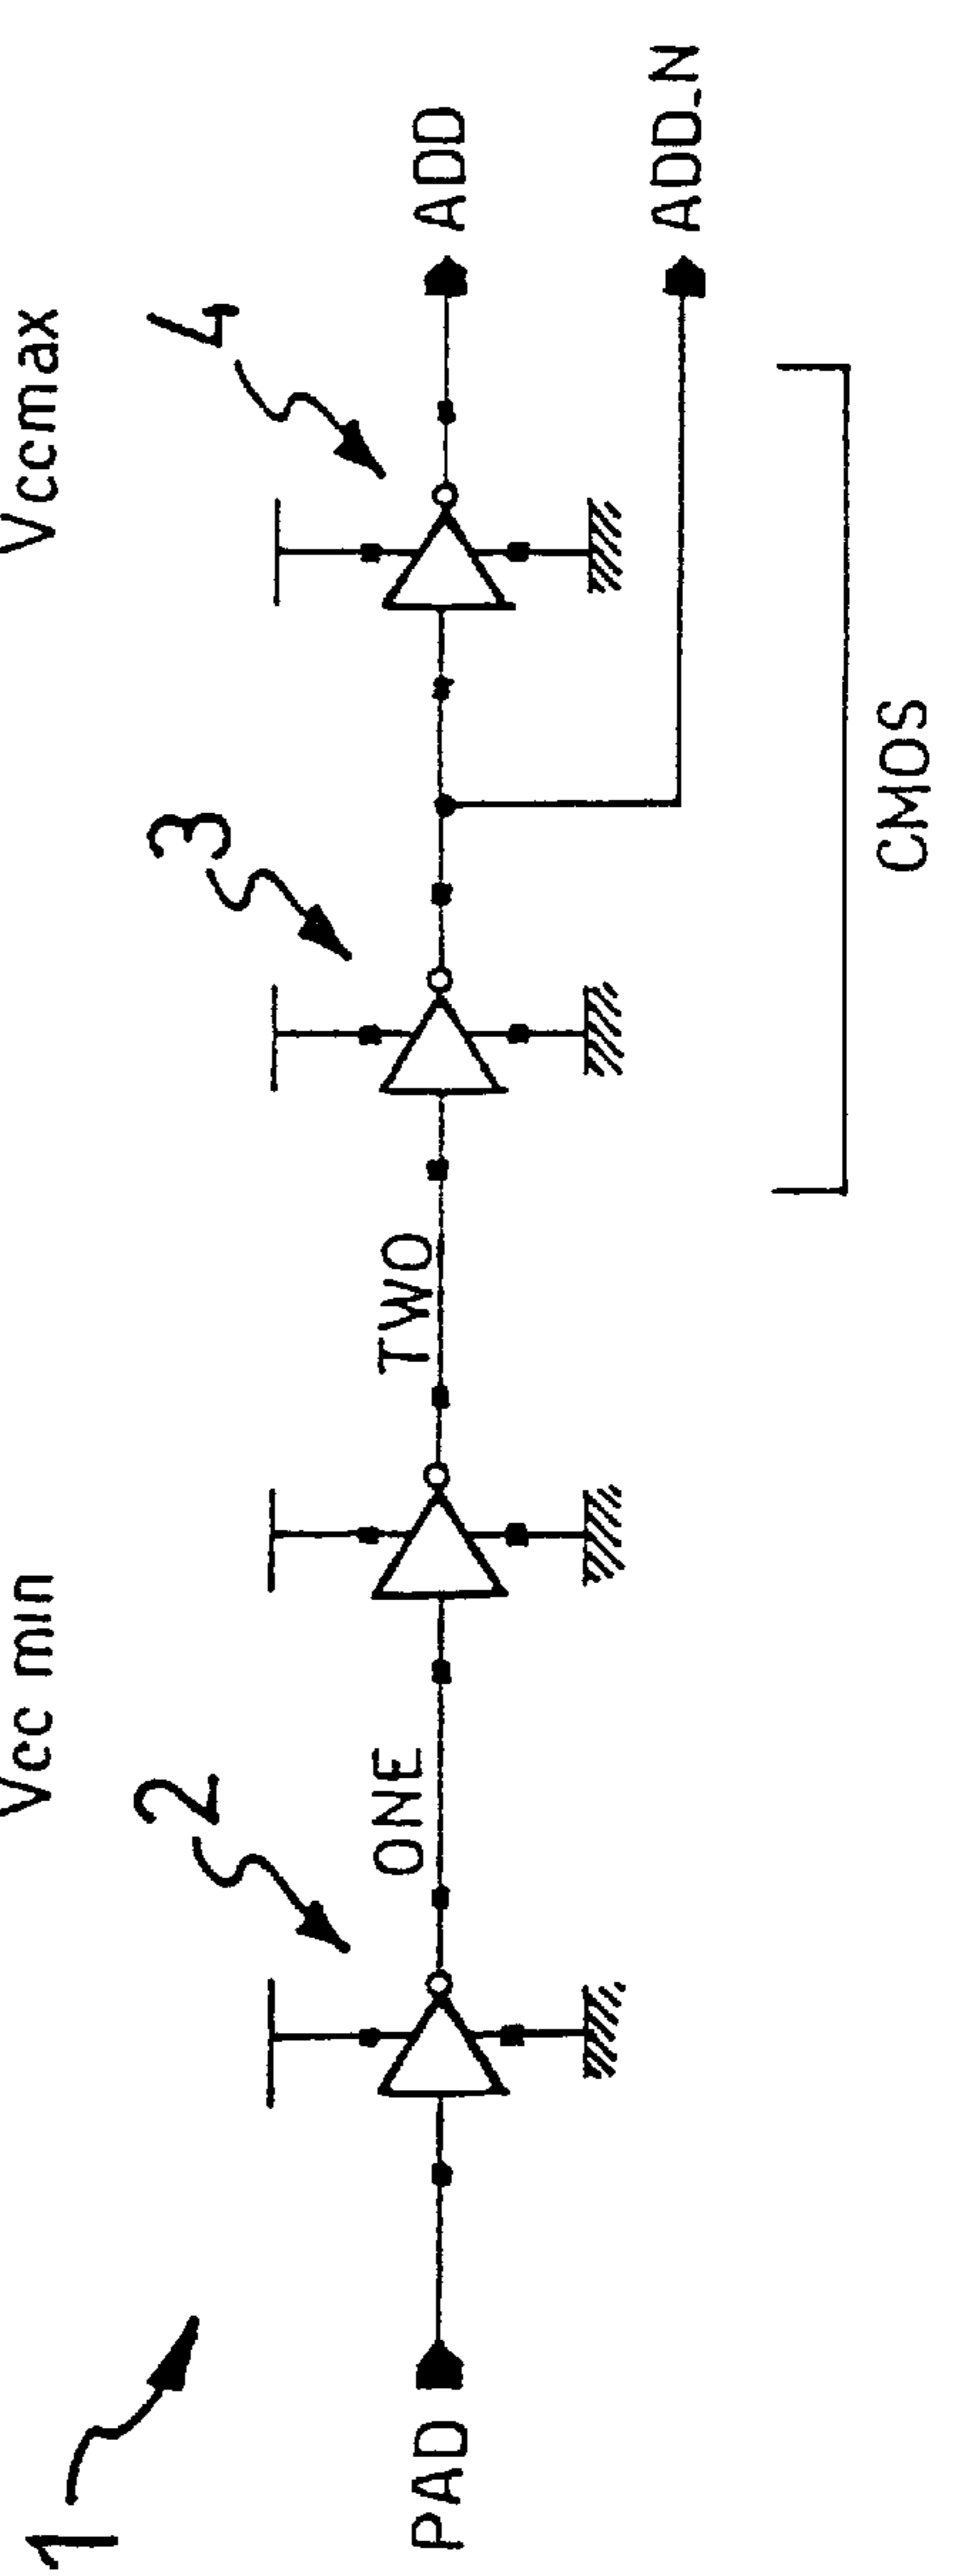 Vcc min
Vccmax
1
2
3
4
PAD
ONE
TWO
ADD
ADD_N
CMOS